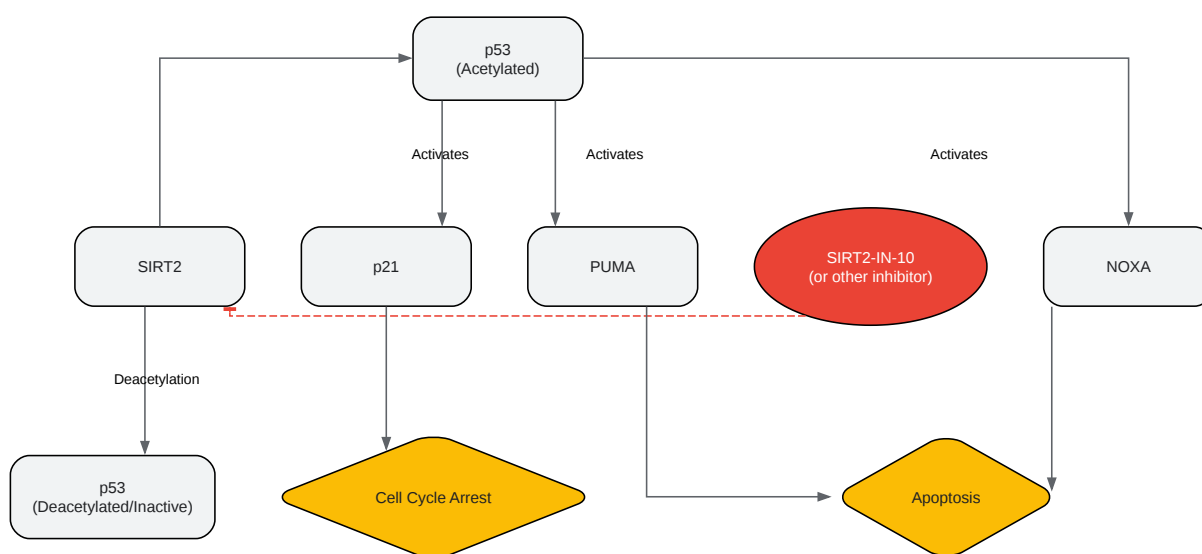 p53
(Acetylated)
Activates
Activates
Activates
SIRT2
p21
PUMA
SIRT2-IN-10
(or other inhibitor)
NOXA
Deacetylation
p53
(Deacetylated/Inactive)
Cell Cycle Arrest
Apoptosis